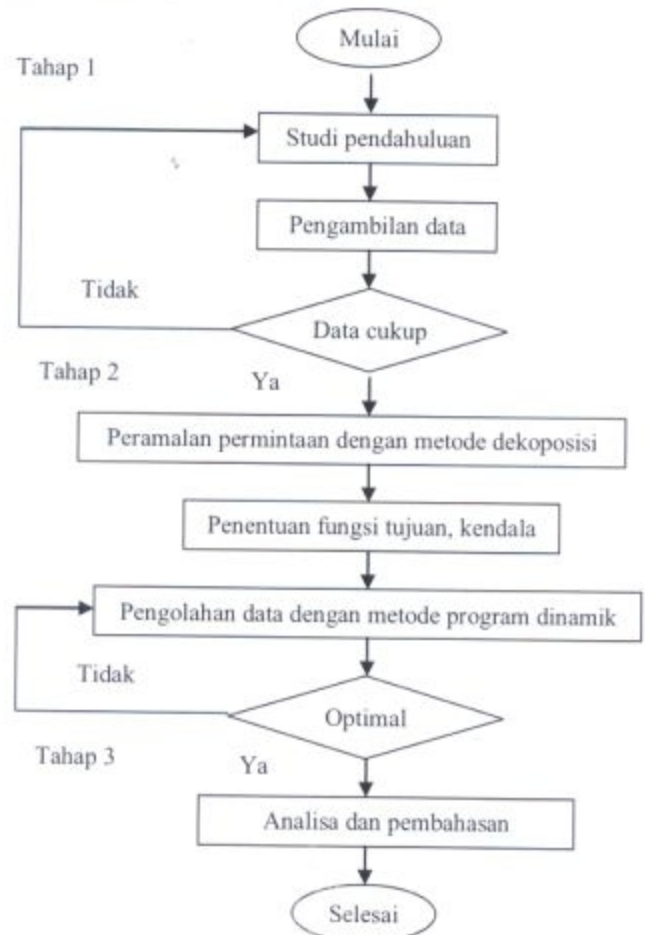 Mulai
Tahap 1
Studi pendahuluan
Pengambilan data
Tidak
Data cukup
Tahap 2
Ya
Peramalan permintaan dengan metode dekoposisi
Penentuan fungsi tujuan, kendala
Pengolahan data dengan metode program dinamik
Tidak
Optimal
Tahap 3
Ya
Analisa dan pembahasan
Selesai